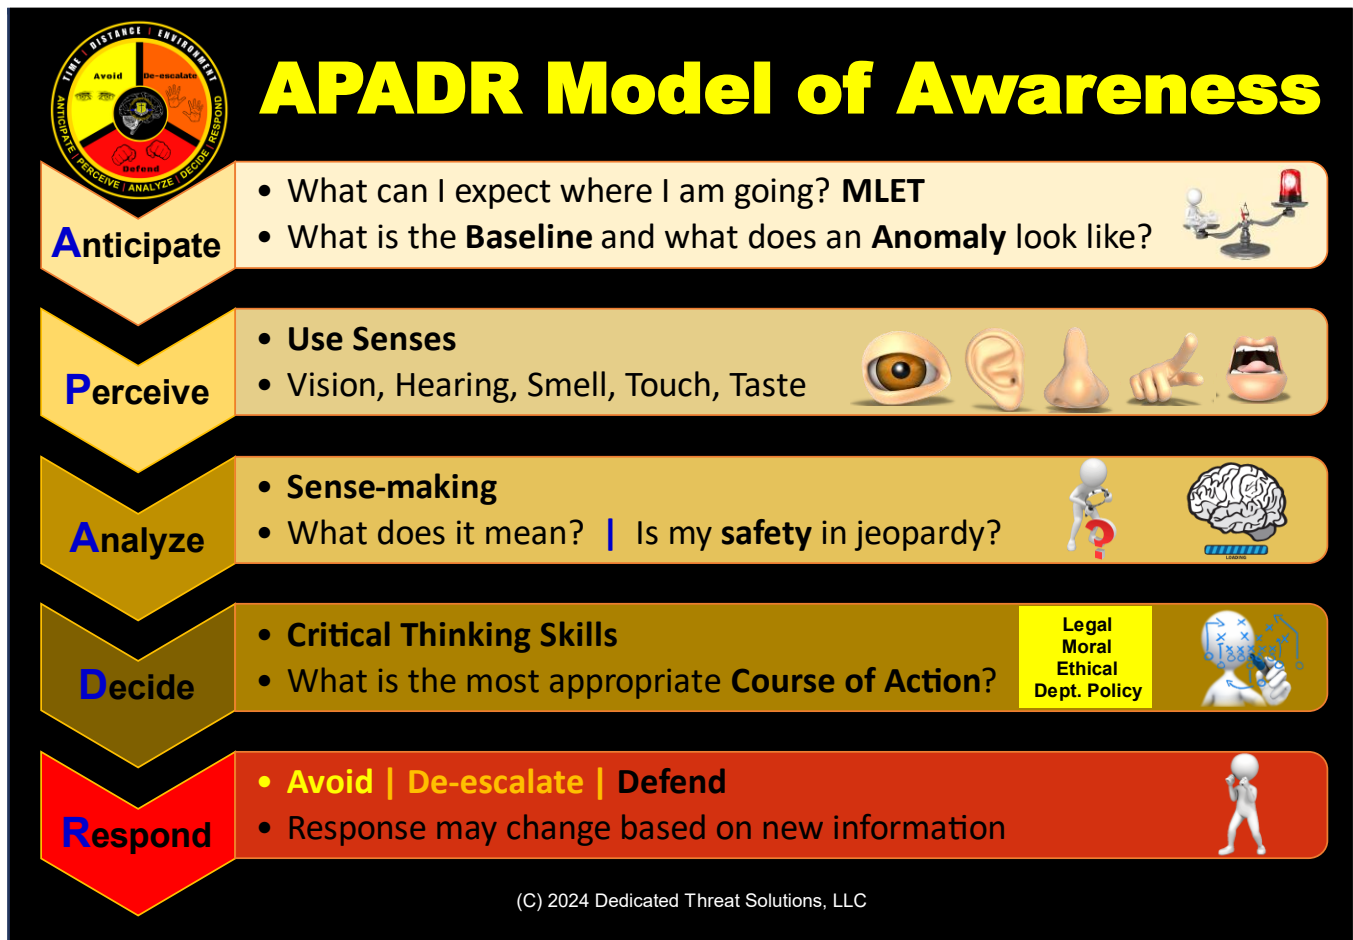 TIME | DISTANCE | ENVIRONMENT
Avoid
De-escalate
Defend
ANTICIPATE | PERCEIVE | ANALYZE | DECIDE | RESPOND
APADR Model of Awareness
Anticipate
• What can I expect where I am going? MLET
• What is the Baseline and what does an Anomaly look like?
Perceive
• Use Senses
• Vision, Hearing, Smell, Touch, Taste
Analyze
• Sense-making
• What does it mean? | Is my safety in jeopardy?
LOADING
Decide
• Critical Thinking Skills
• What is the most appropriate Course of Action?
Legal
Moral
Ethical
Dept. Policy
Respond
• Avoid | De-escalate | Defend
• Response may change based on new information
(C) 2024 Dedicated Threat Solutions, LLC